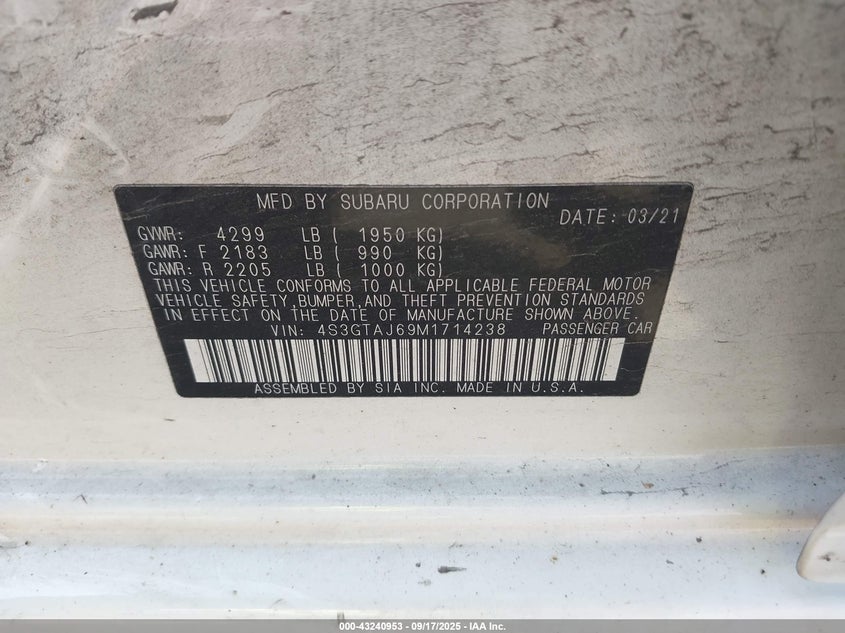 MFD BY SUBARU CORPORATION
DATE: 03/21
GVWR: 4299 LB ( 1950 KG)
GAWR: F 2183 LB ( 990 KG)
GAWR: R 2205 LB ( 1000 KG)
THIS VEHICLE CONFORMS TO ALL APPLICABLE FEDERAL MOTOR
VEHICLE SAFETY,BUMPER,AND THEFT PREVENTION STANDARDS
IN EFFECT ON THE DATE OF MANUFACTURE SHOWN ABOVE.
VIN: 4S3GTAJ69M1714238 PASSENGER CAR
ASSEMBLED BY SIA INC. MADE IN U.S.A.
000-43240953 - 09/17/2025 - IAA Inc.